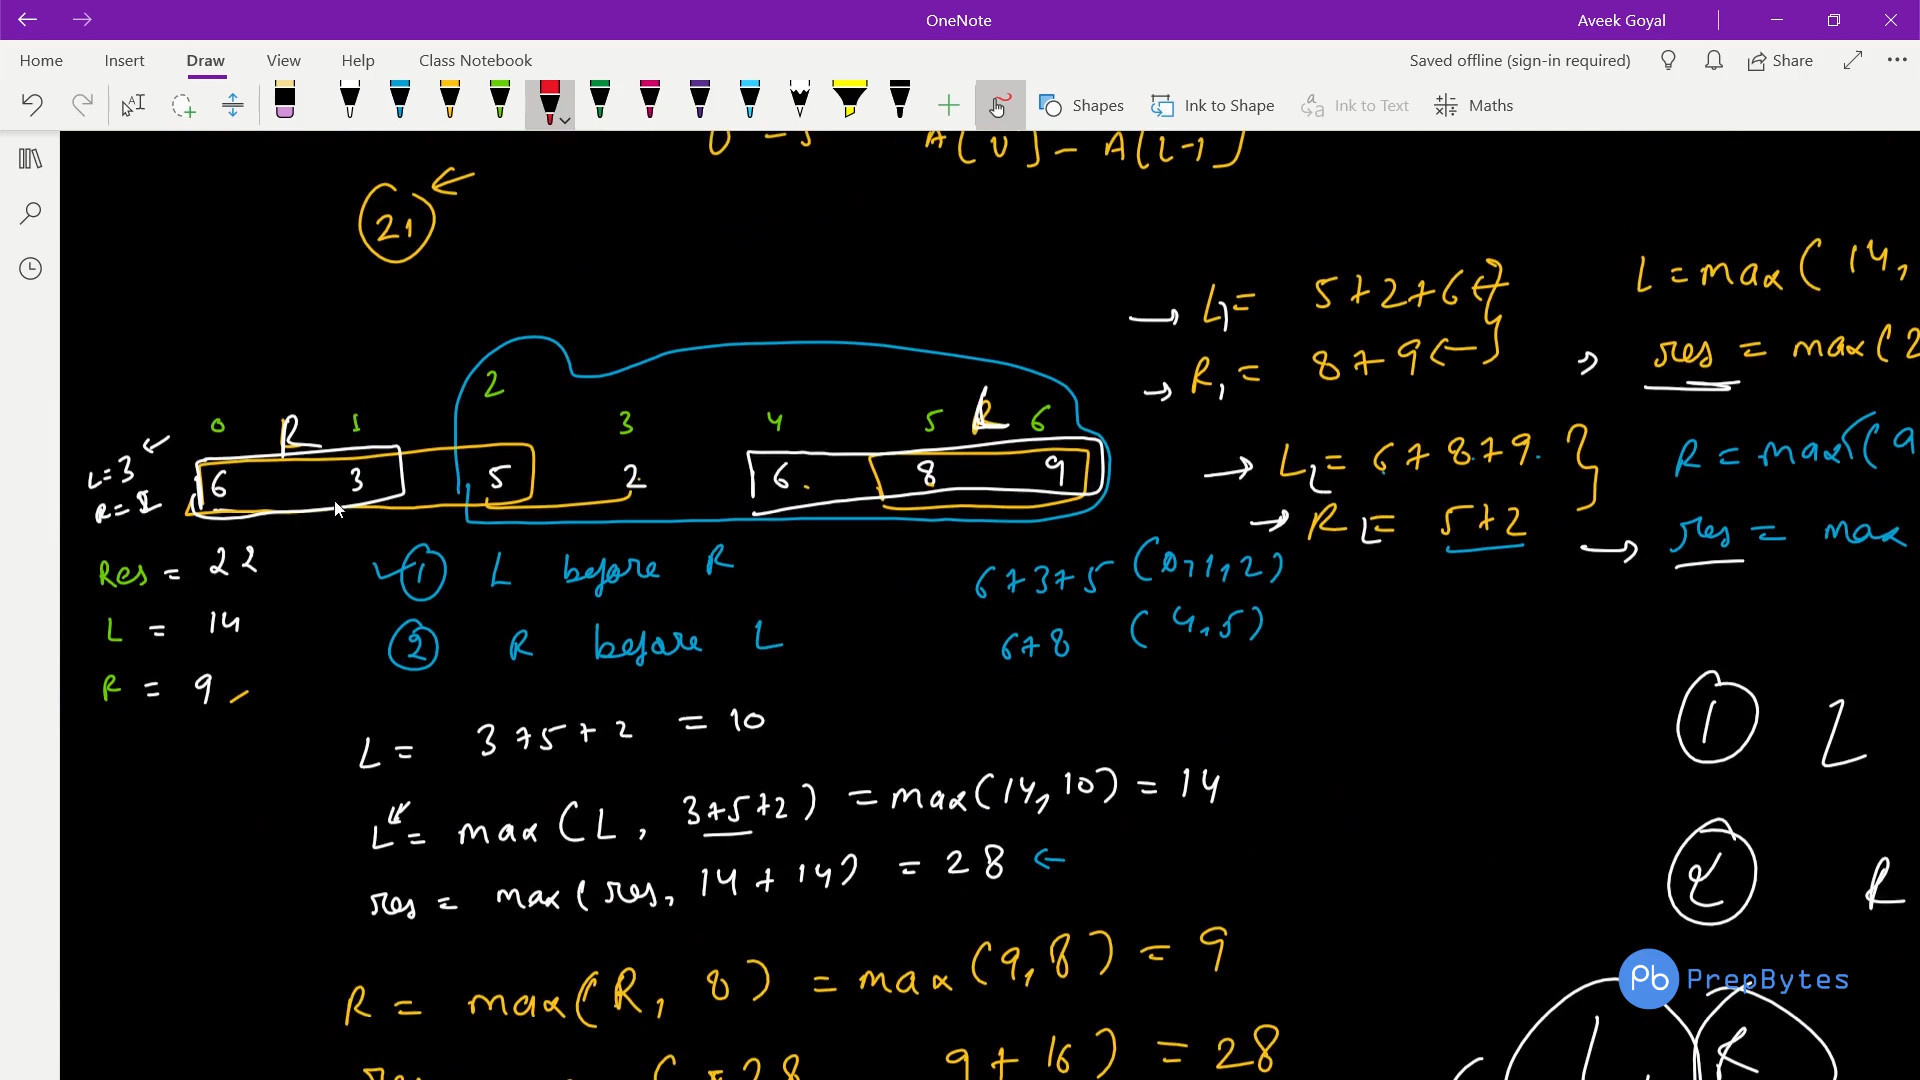 OneNote
Aveek Goyal
Home Insert Draw View Help Class Notebook
Saved offline (sign-in required) Share
Shapes Ink to Shape Ink to Text Maths
A(0) - A(L-1)
21
L1 = 5+2+6
R1 = 8+9
L = max( 14,
res = max( 2
0 R 1 2 3 4 5 6
L=3
6 3 5 2 6 8 9
L = 6+8+9
R = 5+2
R = max( 9
res = max
Res = 22
L = 14
R = 9
1 L before R
2 R before L
6+3+5 (0,1,2)
6+8 (4,5)
L = 3+5+2 = 10
L = max(L, 3+5+2) = max(14,10) = 14
res = max( res, 14+14) = 28
R = max(R, 8) = max(9,8) = 9
9+16) = 28
1 L
2 R
Pb PrepBytes
L R